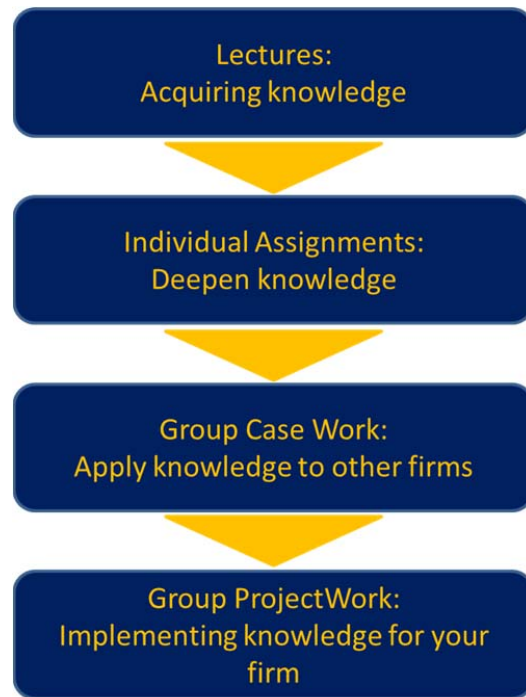 Lectures:
Acquiring knowledge
Individual Assignments:
Deepen knowledge
Group Case Work:
Apply knowledge to other firms
Group ProjectWork:
Implementing knowledge for your
firm